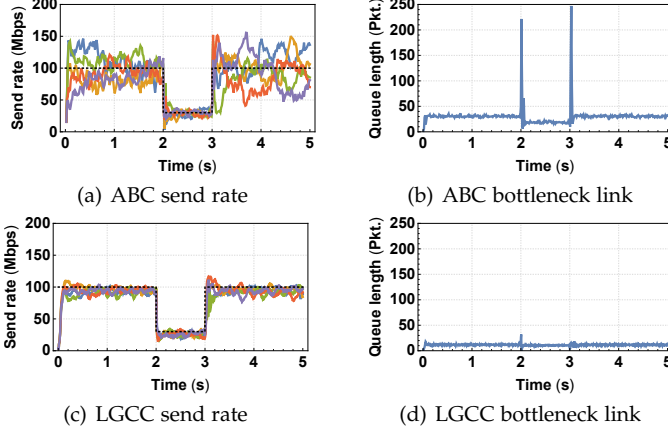 200
150
100
50
0
Send rate (Mbps)
0 1 2 3 4 5
Time (s)
(a) ABC send rate
250
200
150
100
50
0
Queue length (Pkt.)
0 1 2 3 4 5
Time (s)
(b) ABC bottleneck link
200
150
100
50
0
Send rate (Mbps)
0 1 2 3 4 5
Time (s)
(c) LGCC send rate
250
200
150
100
50
0
Queue length (Pkt.)
0 1 2 3 4 5
Time (s)
(d) LGCC bottleneck link